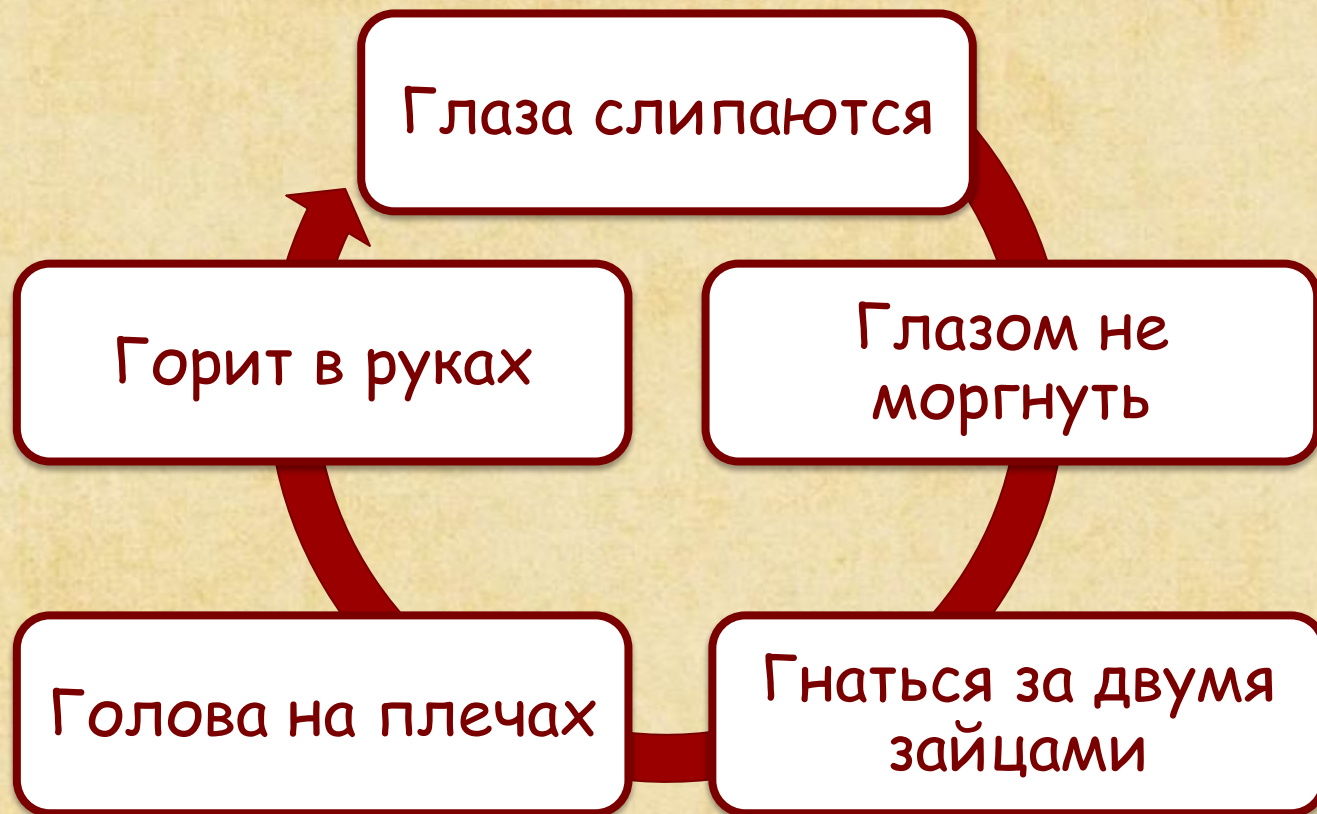 Глаза слипаются
Глазом не
моргнуть
Гнаться за двумя
зайцами
Голова на плечах
Горит в руках